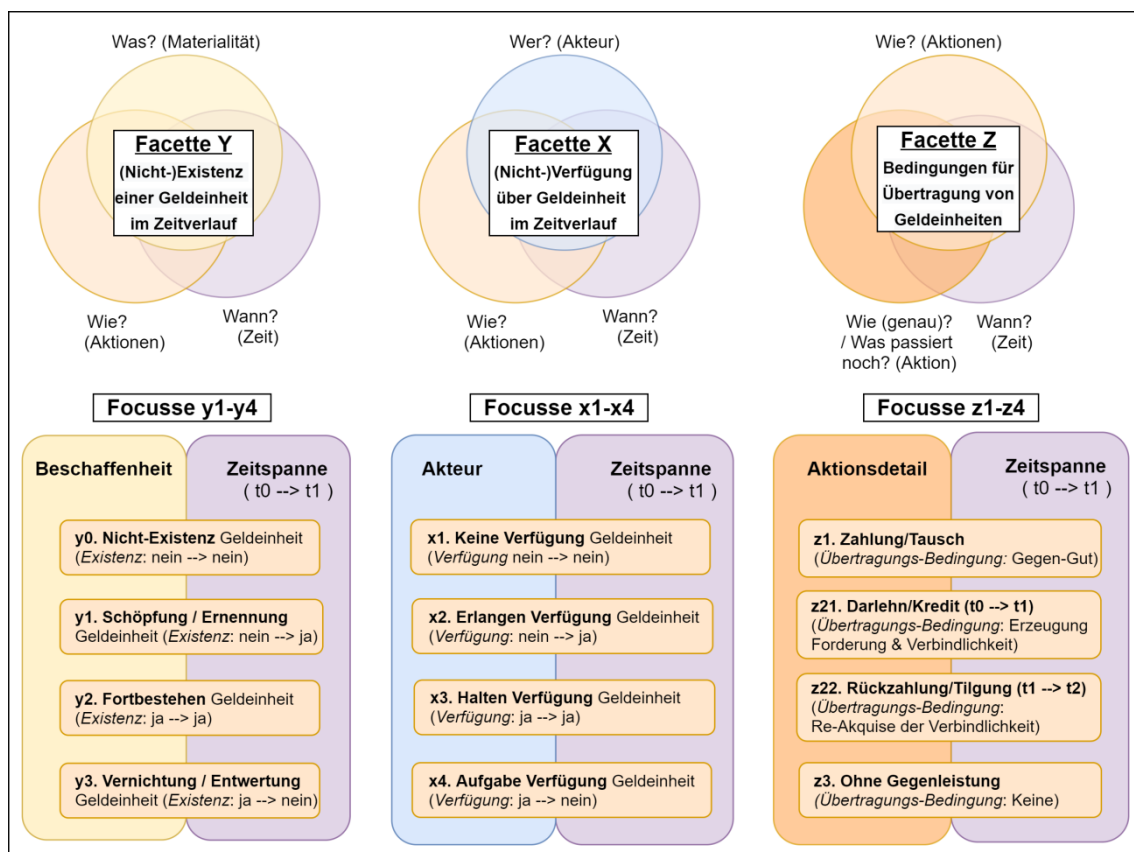 Was? (Materialität)
Facette Y
(Nicht-)Existenz
einer Geldeinheit
im Zeitverlauf
Wie?
(Aktionen)
Wann?
(Zeit)
Wer? (Akteur)
Facette X
(Nicht-)Verfügung
über Geldeinheit
im Zeitverlauf
Wie?
(Aktionen)
Wann?
(Zeit)
Wie? (Aktionen)
Facette Z
Bedingungen für
Übertragung von
Geldeinheiten
Wie (genau)?
/ Was passiert
noch? (Aktion)
Wann?
(Zeit)
Focusse y1-y4
Beschaffenheit
Zeitspanne
( t0 --> t1 )
y0. Nicht-Existenz Geldeinheit
(Existenz: nein --> nein)
y1. Schöpfung / Ernennung
Geldeinheit (Existenz: nein --> ja)
y2. Fortbestehen Geldeinheit
(Existenz: ja --> ja)
y3. Vernichtung / Entwertung
Geldeinheit (Existenz: ja --> nein)
Focusse x1-x4
Akteur
Zeitspanne
( t0 --> t1 )
x1. Keine Verfügung Geldeinheit
(Verfügung nein --> nein)
x2. Erlangen Verfügung Geldeinheit
(Verfügung: nein --> ja)
x3. Halten Verfügung Geldeinheit
(Verfügung: ja --> ja)
x4. Aufgabe Verfügung Geldeinheit
(Verfügung: ja --> nein)
Focusse z1-z4
Aktionsdetail
Zeitspanne
( t0 --> t1 )
z1. Zahlung/Tausch
(Übertragungs-Bedingung: Gegen-Gut)
z21. Darlehn/Kredit (t0 --> t1)
(Übertragungs-Bedingung: Erzeugung
Forderung & Verbindlichkeit)
z22. Rückzahlung/Tilgung (t1 --> t2)
(Übertragungs-Bedingung:
Re-Akquise der Verbindlichkeit)
z3. Ohne Gegenleistung
(Übertragungs-Bedingung: Keine)